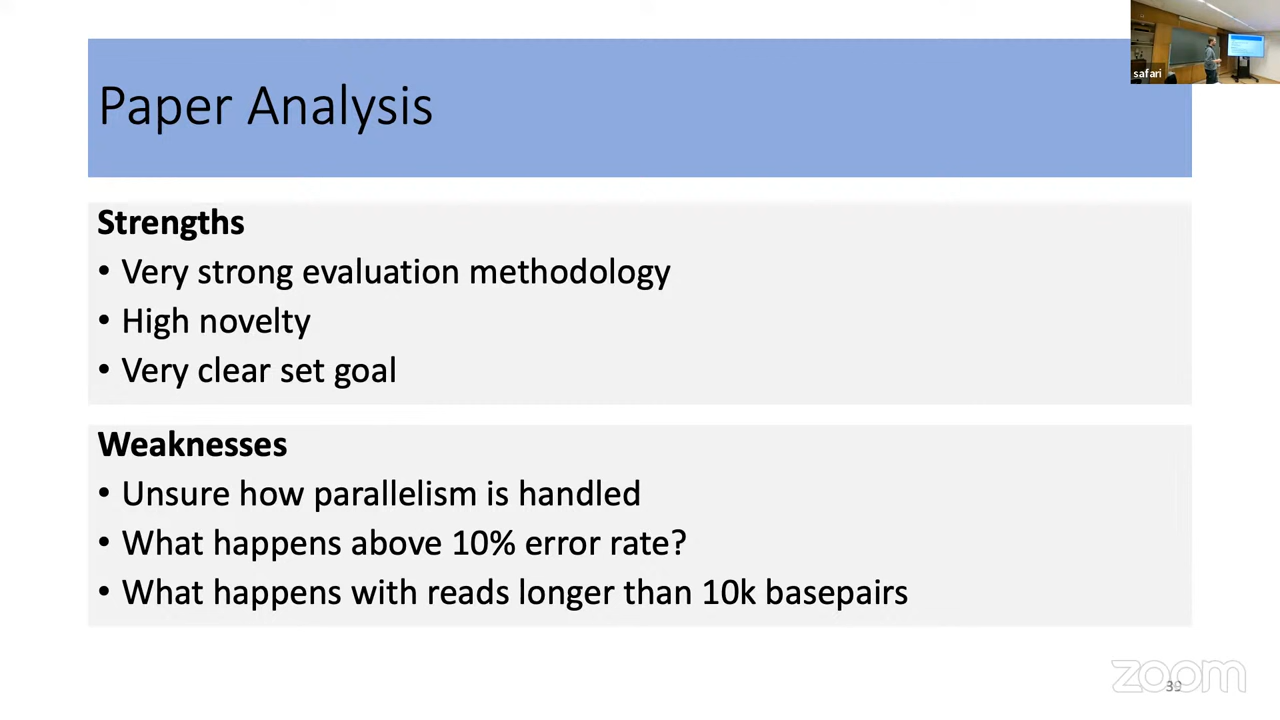 safari
Paper Analysis
Strengths
• Very strong evaluation methodology
• High novelty
• Very clear set goal
Weaknesses
• Unsure how parallelism is handled
• What happens above 10% error rate?
• What happens with reads longer than 10k basepairs
zoom
39